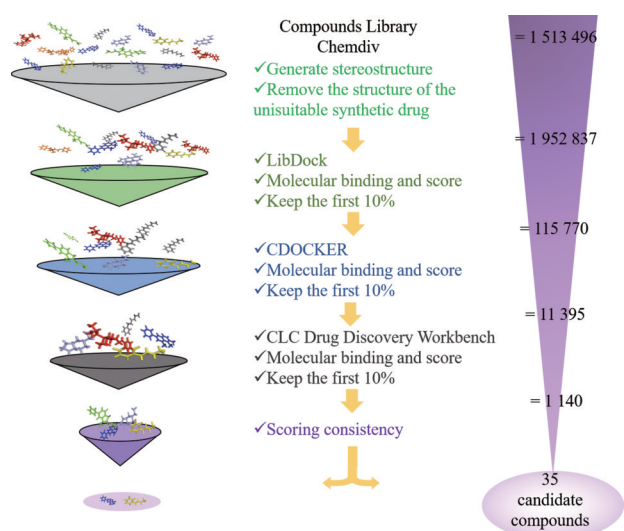 Compounds Library
Chemdiv
✓Generate stereostructure
✓Remove the structure of the
unisuitable synthetic drug
✓LibDock
✓Molecular binding and score
✓Keep the first 10%
✓CDOCKER
✓Molecular binding and score
✓Keep the first 10%
✓CLC Drug Discovery Workbench
✓Molecular binding and score
✓Keep the first 10%
✓Scoring consistency
= 1 513 496
= 1 952 837
= 115 770
= 11 395
= 1 140
35
candidate
compounds